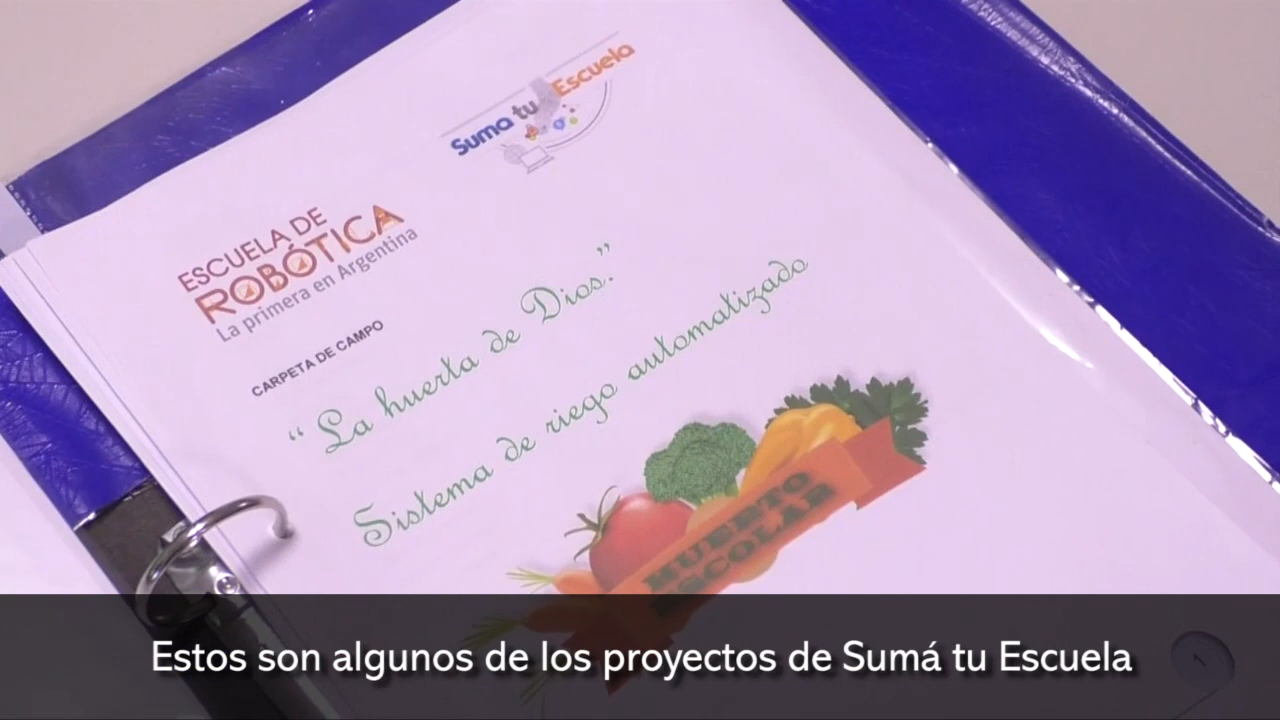 Suma tu Escuela
ESCUELA DE
ROBÓTICA
La primera en Argentina
CARPETA DE CAMPO
“ La huerta de Dios.”
Sistema de riego automatizado
HUERTO
ESCOLAR
Estos son algunos de los proyectos de Sumá tu Escuela